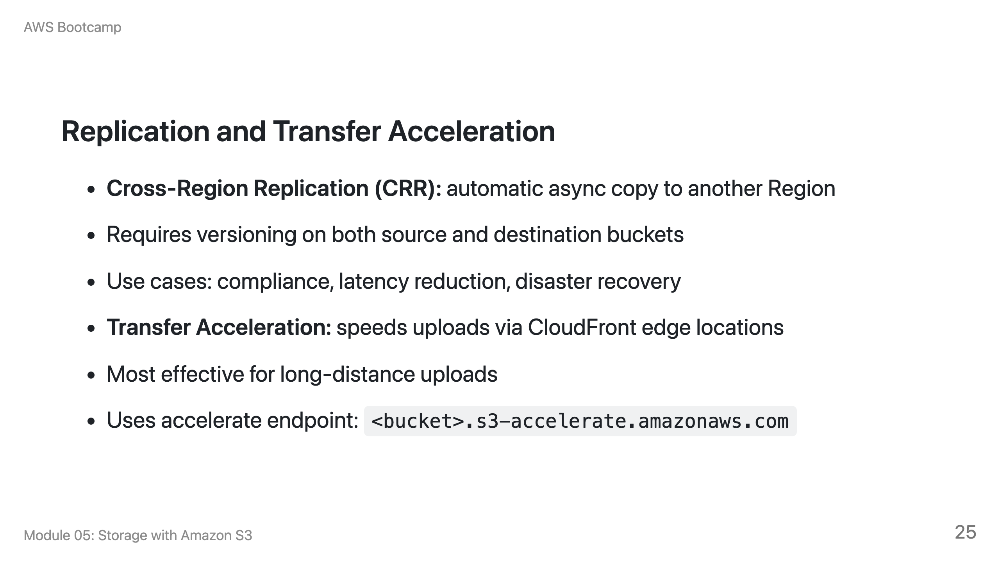 AWS Bootcamp
Replication and Transfer Acceleration
• Cross-Region Replication (CRR): automatic async copy to another Region
• Requires versioning on both source and destination buckets
• Use cases: compliance, latency reduction, disaster recovery
• Transfer Acceleration: speeds uploads via CloudFront edge locations
• Most effective for long-distance uploads
• Uses accelerate endpoint: <bucket>.s3-accelerate.amazonaws.com
Module 05: Storage with Amazon S3
25